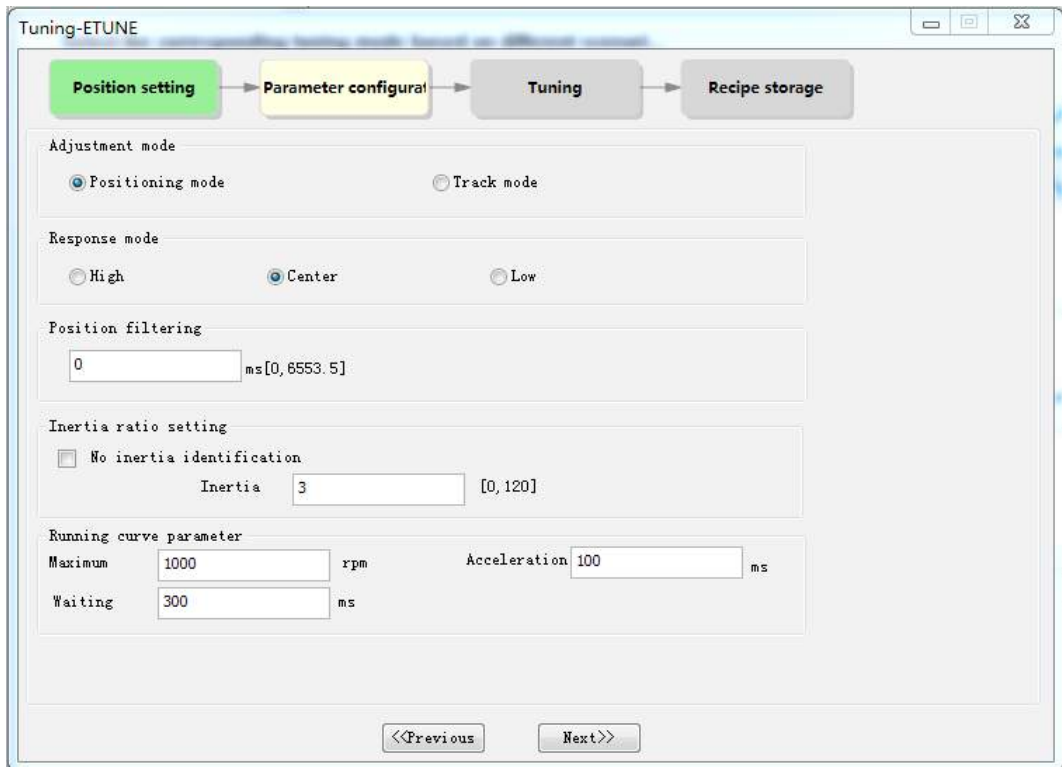 Tuning-ETUNE
Position setting
Parameter configurat
Tuning
Recipe storage
Adjustment mode
Positioning mode
Track mode
Response mode
High
Center
Low
Position filtering
0
ms[0,6553.5]
Inertia ratio setting
No inertia identification
Inertia
3
[0,120]
Running curve parameter
Maximum
1000
rpm
Acceleration
100
ms
Waiting
300
ms
<<Previous
Next>>